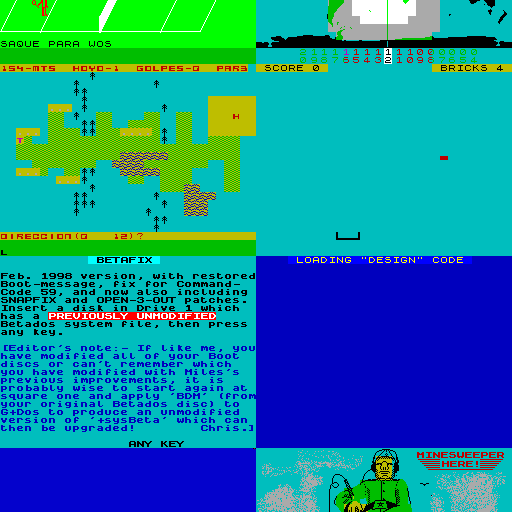 SAQUE PARA WOS
154-MTS HOYO-1 GOLPES-0 PAR3
H
T
DIRECCION(0 12)?
L
SCORE 0 BRICKS 4
BETAFIX
Feb. 1998 version, with restored
Boot-message, fix for Command-
Code 59, and now also including
SNAPFIX and OPEN-3-OUT patches.
Insert a disk in Drive 1 which
has a PREVIOUSLY UNMODIFIED
Betados system file, then press
any key.
[Editor's note:- If like me, you
have modified all of your Boot
discs or can't remember which
you have modified with Miles's
previous improvements, it is
probably wise to start again at
square one and apply 'BDM' (from
your original Betados disc) to
G+Dos to produce an unmodified
version of '+sysBeta' which can
then be upgraded! Chris.]
ANY KEY
LOADING "DESIGN" CODE
MINESWEEPER
HERE!